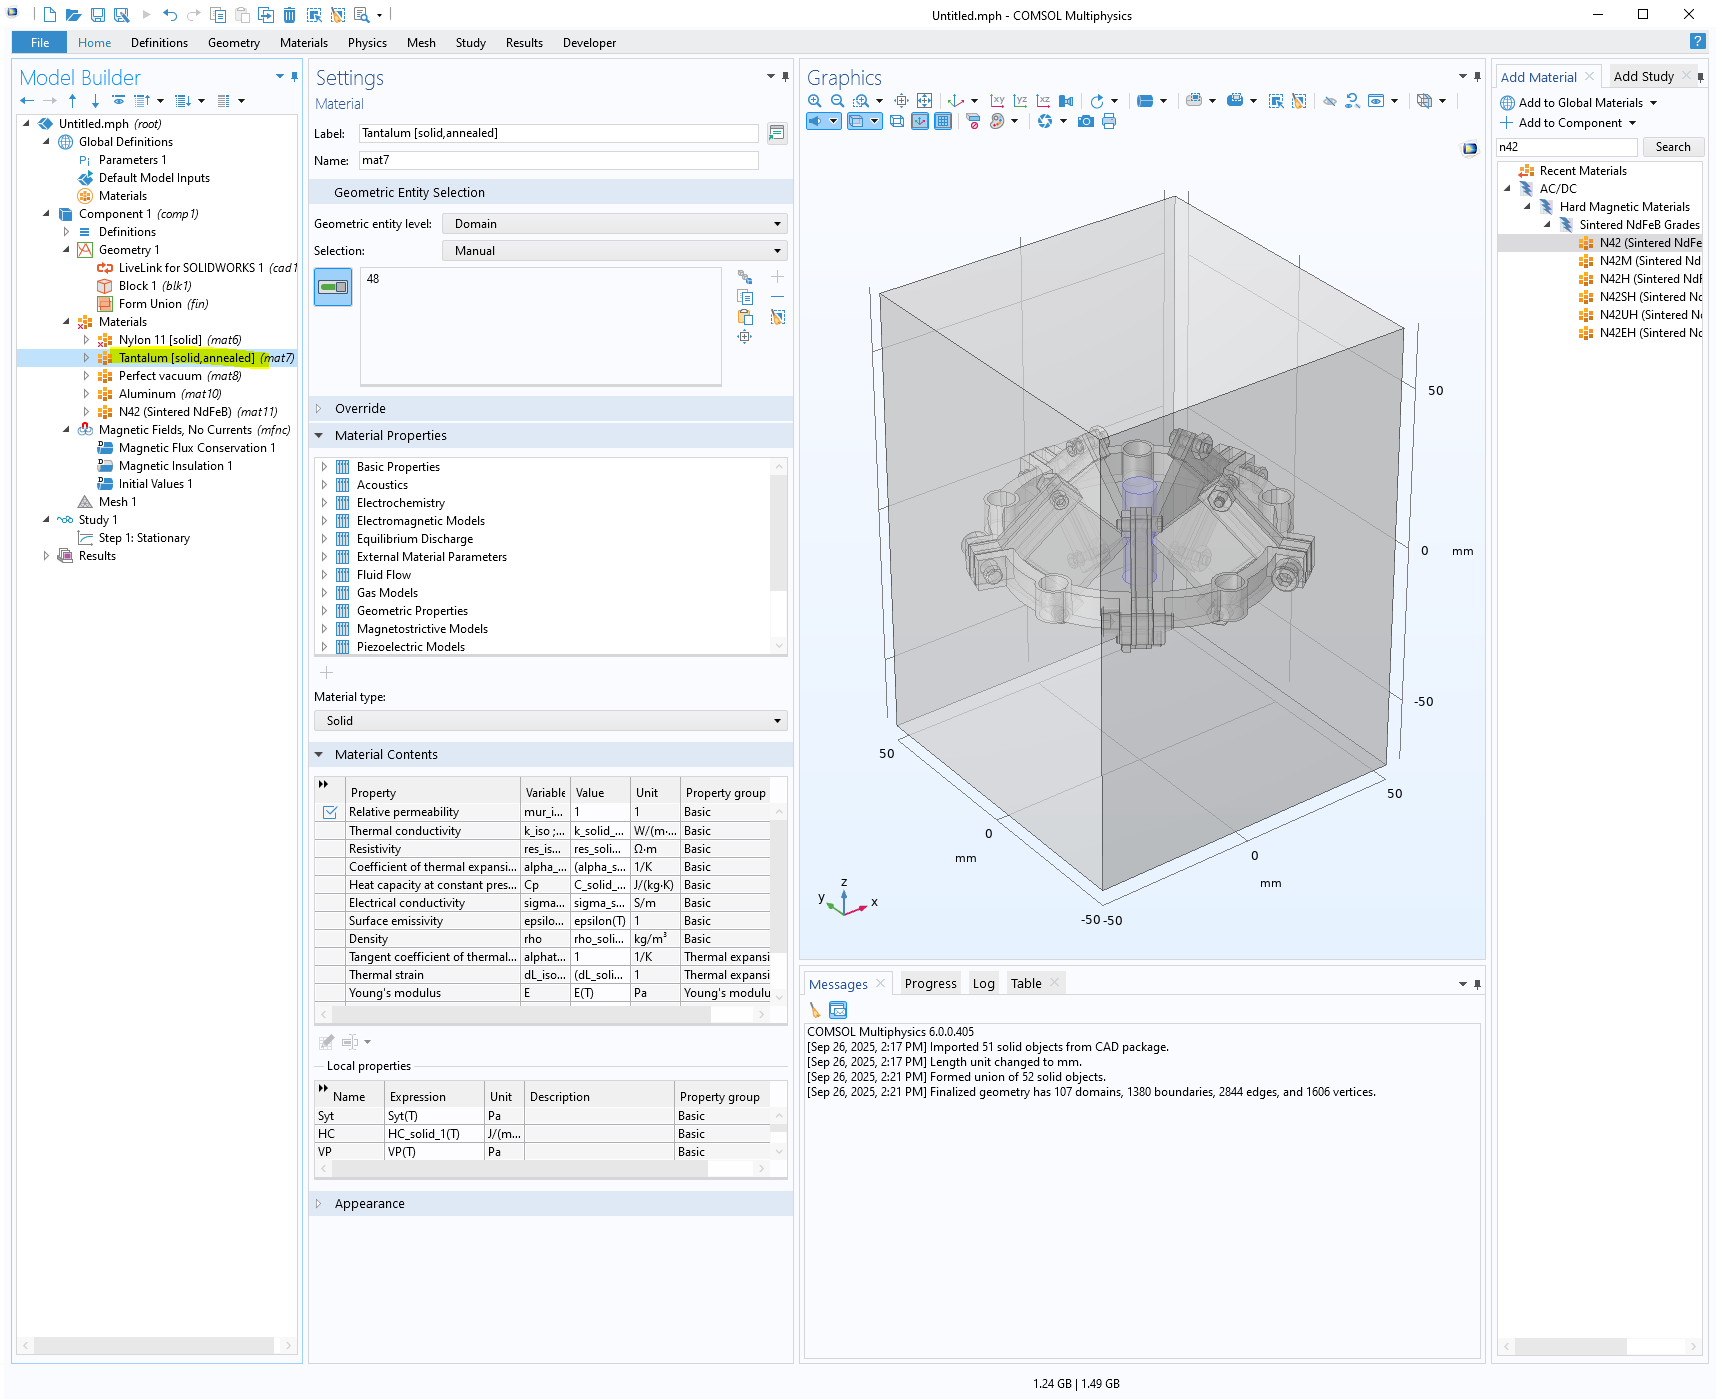 Untitled.mph - COMSOL Multiphysics
File Home Definitions Geometry Materials Physics Mesh Study Results Developer ?
Model Builder
Untitled.mph (root)
Global Definitions
Pi Parameters 1
Default Model Inputs
Materials
Component 1 (comp1)
Definitions
Geometry 1
LiveLink for SOLIDWORKS 1 (cad1
Block 1 (blk1)
Form Union (fin)
Materials
Nylon 11 [solid] (mat6)
Tantalum [solid,annealed] (mat7)
Perfect vacuum (mat8)
Aluminum (mat10)
N42 (Sintered NdFeB) (mat11)
Magnetic Fields, No Currents (mfnc)
Magnetic Flux Conservation 1
Magnetic Insulation 1
Initial Values 1
Mesh 1
Study 1
Step 1: Stationary
Results
Settings
Material
Label: Tantalum [solid,annealed]
Name: mat7
Geometric Entity Selection
Geometric entity level: Domain
Selection: Manual
48
Override
Material Properties
Basic Properties
Acoustics
Electrochemistry
Electromagnetic Models
Equilibrium Discharge
External Material Parameters
Fluid Flow
Gas Models
Geometric Properties
Magnetostrictive Models
Piezoelectric Models
Material type:
Solid
Material Contents
Property Variable Value Unit Property group
Relative permeability mur_i... 1 1 Basic
Thermal conductivity k_iso ;... k_solid_... W/(m·... Basic
Resistivity res_is... res_soli... Ω·m Basic
Coefficient of thermal expansi... alpha_... (alpha_s... 1/K Basic
Heat capacity at constant pres... Cp C_solid_... J/(kg·K) Basic
Electrical conductivity sigma... sigma_s... S/m Basic
Surface emissivity epsilo... epsilon(T) 1 Basic
Density rho rho_soli... kg/m³ Basic
Tangent coefficient of thermal... alphat... 1 1/K Thermal expansi
Thermal strain dL_iso... (dL_soli... 1 Thermal expansi
Young's modulus E E(T) Pa Young's modulu
Local properties
Name Expression Unit Description Property group
Syt Syt(T) Pa Basic
HC HC_solid_1(T) J/(m... Basic
VP VP(T) Pa Basic
Appearance
Graphics
xy yz xz
50
0 mm
-50
50
0
mm
50
0
mm
-50 -50
z
y
x
Messages Progress Log Table
COMSOL Multiphysics 6.0.0.405
[Sep 26, 2025, 2:17 PM] Imported 51 solid objects from CAD package.
[Sep 26, 2025, 2:17 PM] Length unit changed to mm.
[Sep 26, 2025, 2:21 PM] Formed union of 52 solid objects.
[Sep 26, 2025, 2:21 PM] Finalized geometry has 107 domains, 1380 boundaries, 2844 edges, and 1606 vertices.
Add Material Add Study
Add to Global Materials
Add to Component
n42 Search
Recent Materials
AC/DC
Hard Magnetic Materials
Sintered NdFeB Grades
N42 (Sintered NdFe
N42M (Sintered Nd
N42H (Sintered NdF
N42SH (Sintered Nd
N42UH (Sintered N
N42EH (Sintered Nd
1.24 GB | 1.49 GB